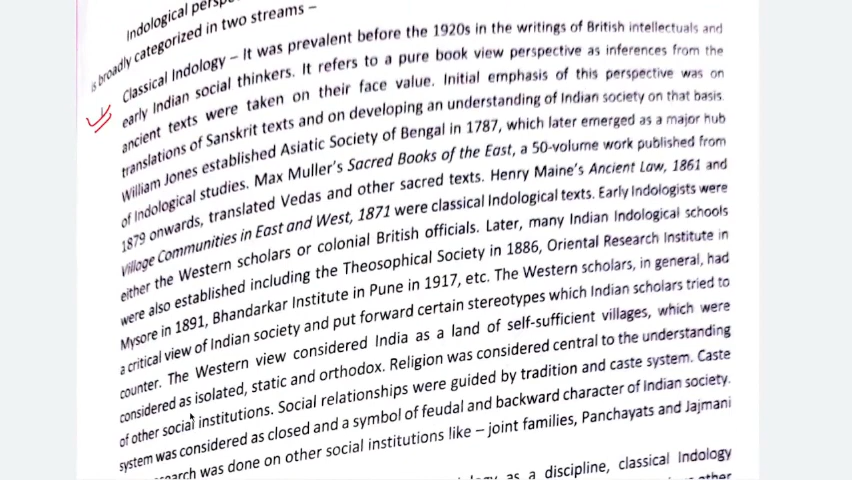 Indological
is broadly categorized in two streams –
Classical Indology – It was prevalent before the 1920s in the writings of British intellectuals and
early Indian social thinkers. It refers to a pure book view perspective as inferences from the
ancient texts were taken on their face value. Initial emphasis of this perspective was on
translations of Sanskrit texts and on developing an understanding of Indian society on that basis.
William Jones established Asiatic Society of Bengal in 1787, which later emerged as a major hub
of Indological studies. Max Muller's Sacred Books of the East, a 50-volume work published from
1879 onwards, translated Vedas and other sacred texts. Henry Maine's Ancient Law, 1861 and
Village Communities in East and West, 1871 were classical Indological texts. Early Indologists were
either the Western scholars or colonial British officials. Later, many Indian Indological schools
were also established including the Theosophical Society in 1886, Oriental Research Institute in
Mysore in 1891, Bhandarkar Institute in Pune in 1917, etc. The Western scholars, in general, had
a critical view of Indian society and put forward certain stereotypes which Indian scholars tried to
counter. The Western view considered India as a land of self-sufficient villages, which were
considered as isolated, static and orthodox. Religion was considered central to the understanding
of other social institutions. Social relationships were guided by tradition and caste system. Caste
system was considered as closed and a symbol of feudal and backward character of Indian society.
was done on other social institutions like – joint families, Panchayats and Jajmani
as a discipline, classical Indology
other